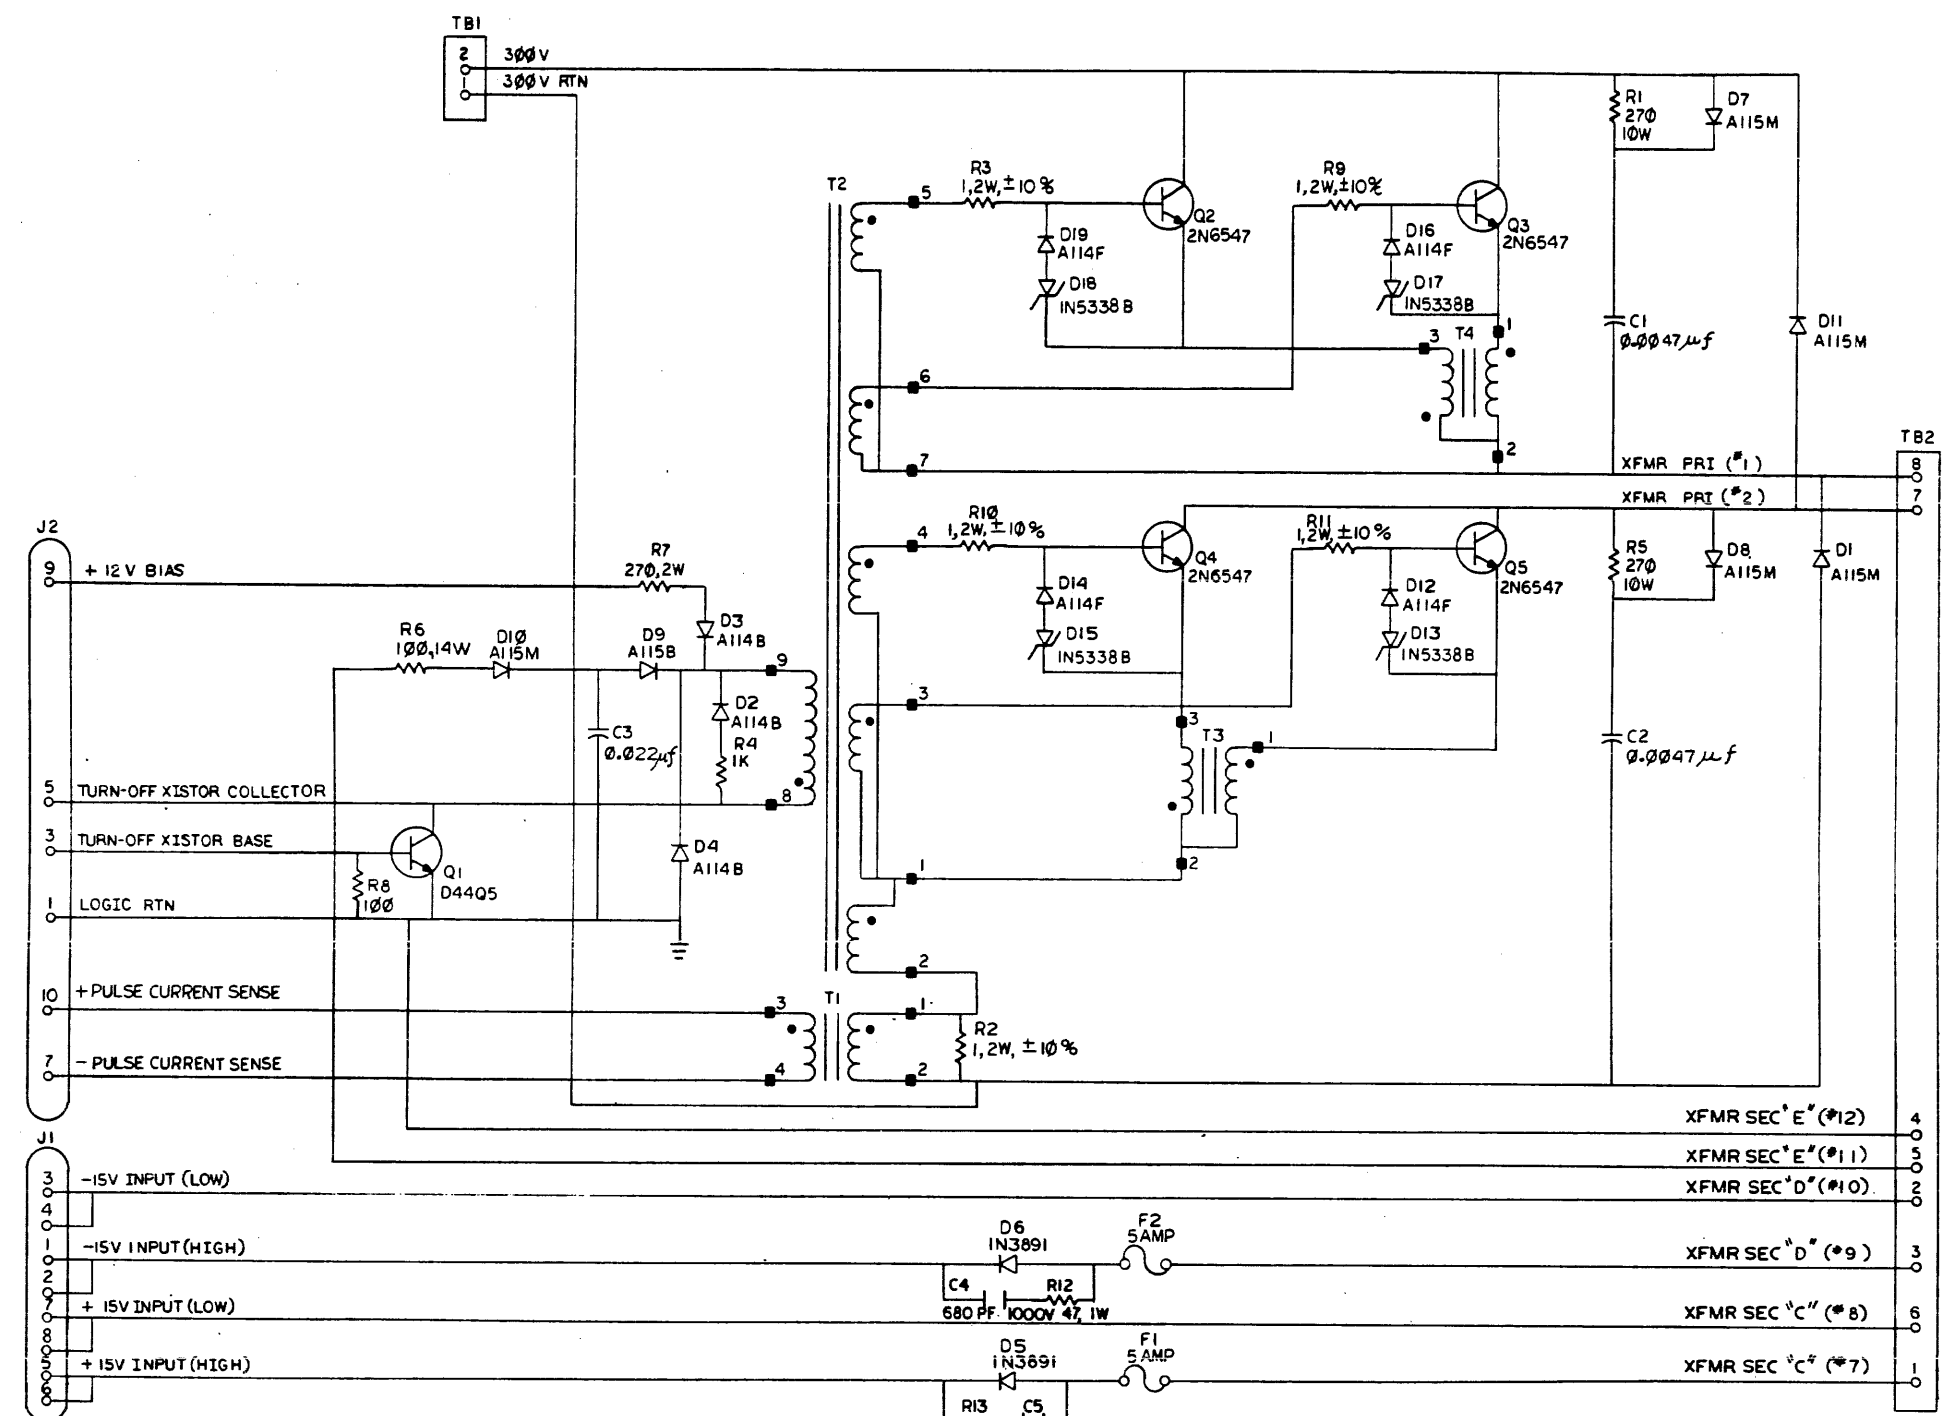 TB1
2
300V
1
300V RTN
R1
270
10W
D7
A115M
T2
5
R3
1,2W,±10%
Q2
2N6547
R9
1,2W,±10%
Q3
2N6547
D19
A114F
D18
IN5338B
D16
A114F
D17
IN5338B
3
T4
1
2
C1
0.0047µf
D11
A115M
6
7
TB2
XFMR PRI (#1)
8
XFMR PRI (#2)
7
J2
9
+12V BIAS
R7
270,2W
D3
A114B
R6
100,14W
D10
A115M
D9
A115B
9
D2
A114B
R4
1K
C3
0.022µf
5
TURN-OFF XISTOR COLLECTOR
8
3
TURN-OFF XISTOR BASE
Q1
D44Q5
R8
100
D4
A114B
1
LOGIC RTN
4
R10
1,2W,±10%
Q4
2N6547
R11
1,2W,±10%
Q5
2N6547
D14
A114F
D15
IN5338B
D12
A114F
D13
IN5338B
R5
270
10W
D8
A115M
D1
A115M
3
3
T3
1
2
C2
0.0047µf
1
2
10
+PULSE CURRENT SENSE
3
T1
1
R2
1,2W, ±10%
7
-PULSE CURRENT SENSE
4
2
XFMR SEC "E" (#12)
4
J1
XFMR SEC "E" (#11)
5
3
-15V INPUT (LOW)
XFMR SEC "D" (#10)
2
4
1
-15V INPUT (HIGH)
D6
IN3891
F2
5AMP
XFMR SEC "D" (#9)
3
2
C4
R12
680 PF. 1000V 47, 1W
7
+ 15V INPUT (LOW)
XFMR SEC "C" (#8)
6
8
5
+ 15V INPUT (HIGH)
D5
IN3891
F1
5AMP
XFMR SEC "C" (#7)
1
6
R13
C5,